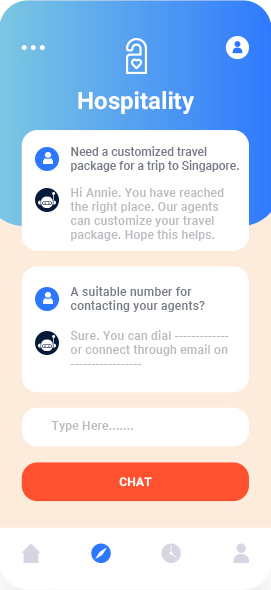 Hospitality
Need a customized travel
package for a trip to Singapore.
Hi Annie. You have reached
the right place. Our agents
can customize your travel
package. Hope this helps.
A suitable number for
contacting your agents?
Sure. You can dial -------------
or connect through email on
-----------------
Type Here.......
CHAT